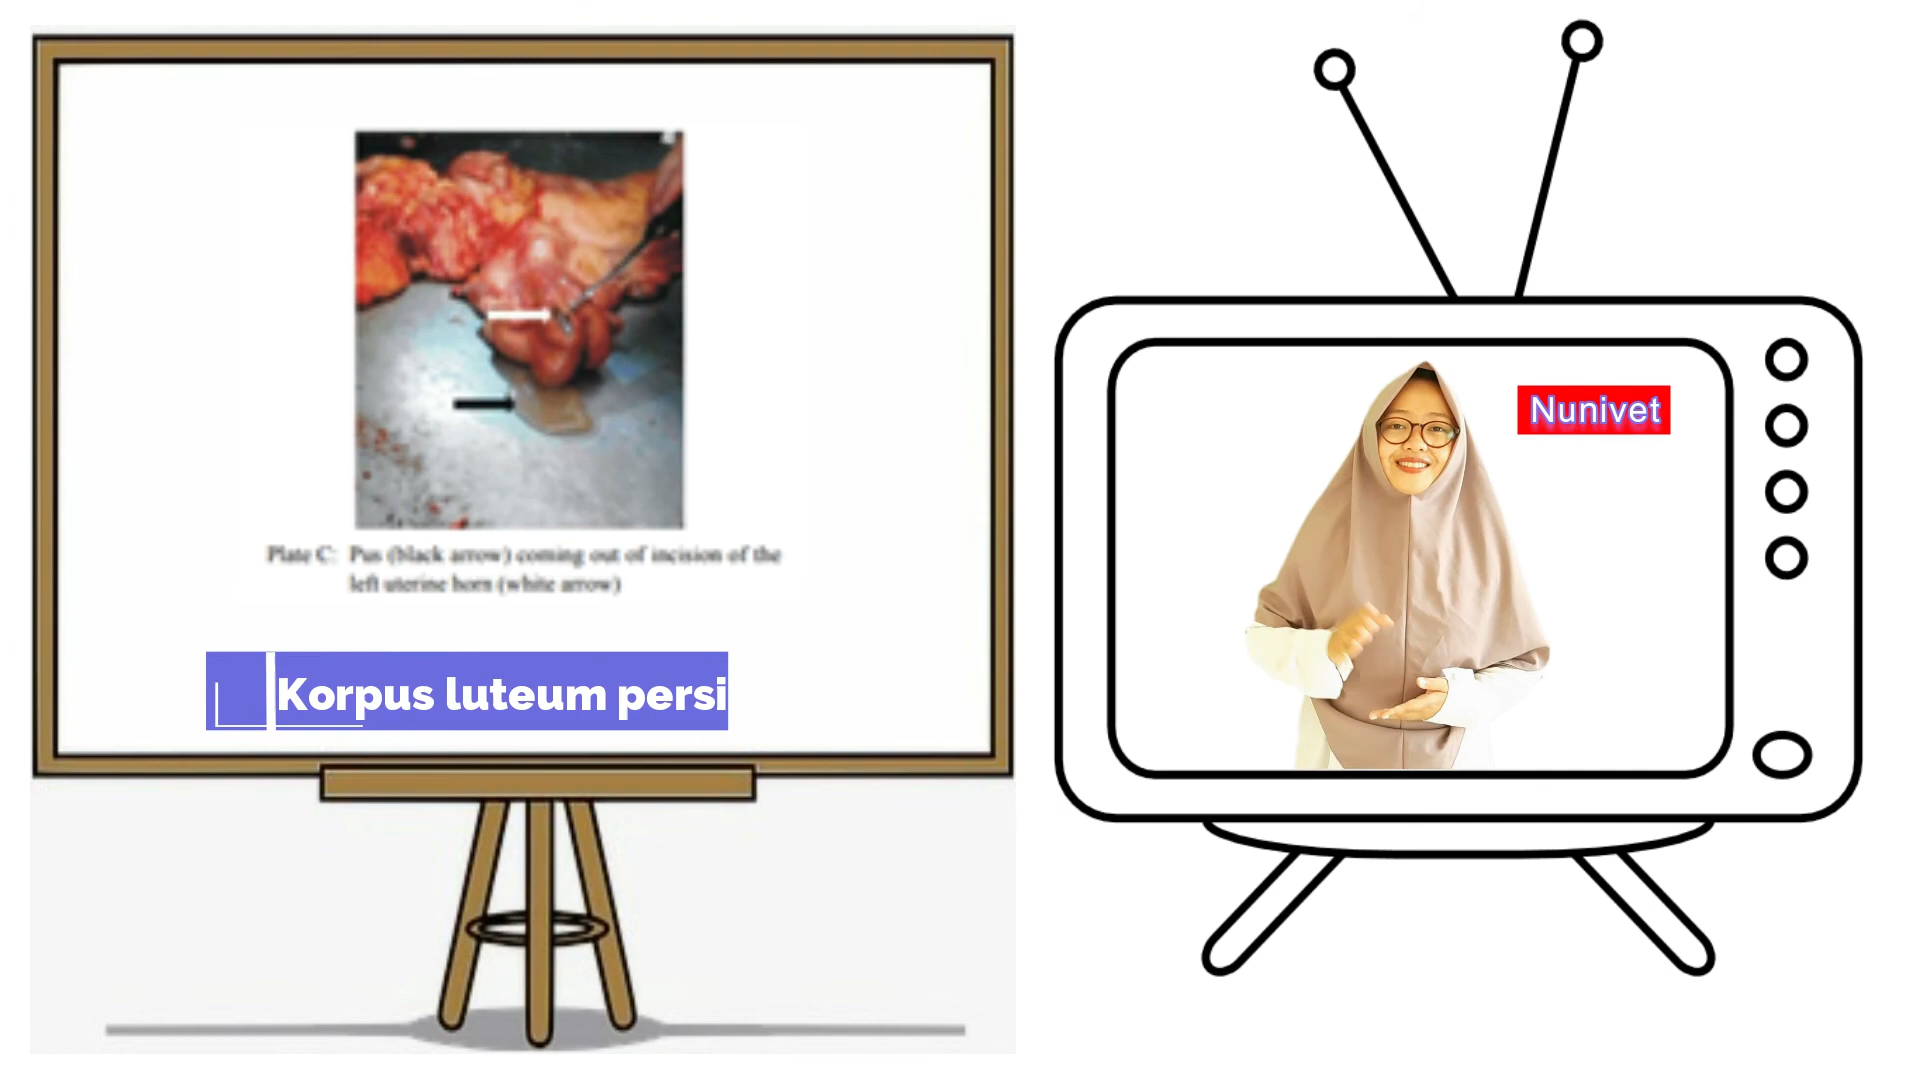 Plate C: Pus (black arrow) coming out of incision of the
left uterine horn (white arrow)
Korpus luteum persi
Nunivet